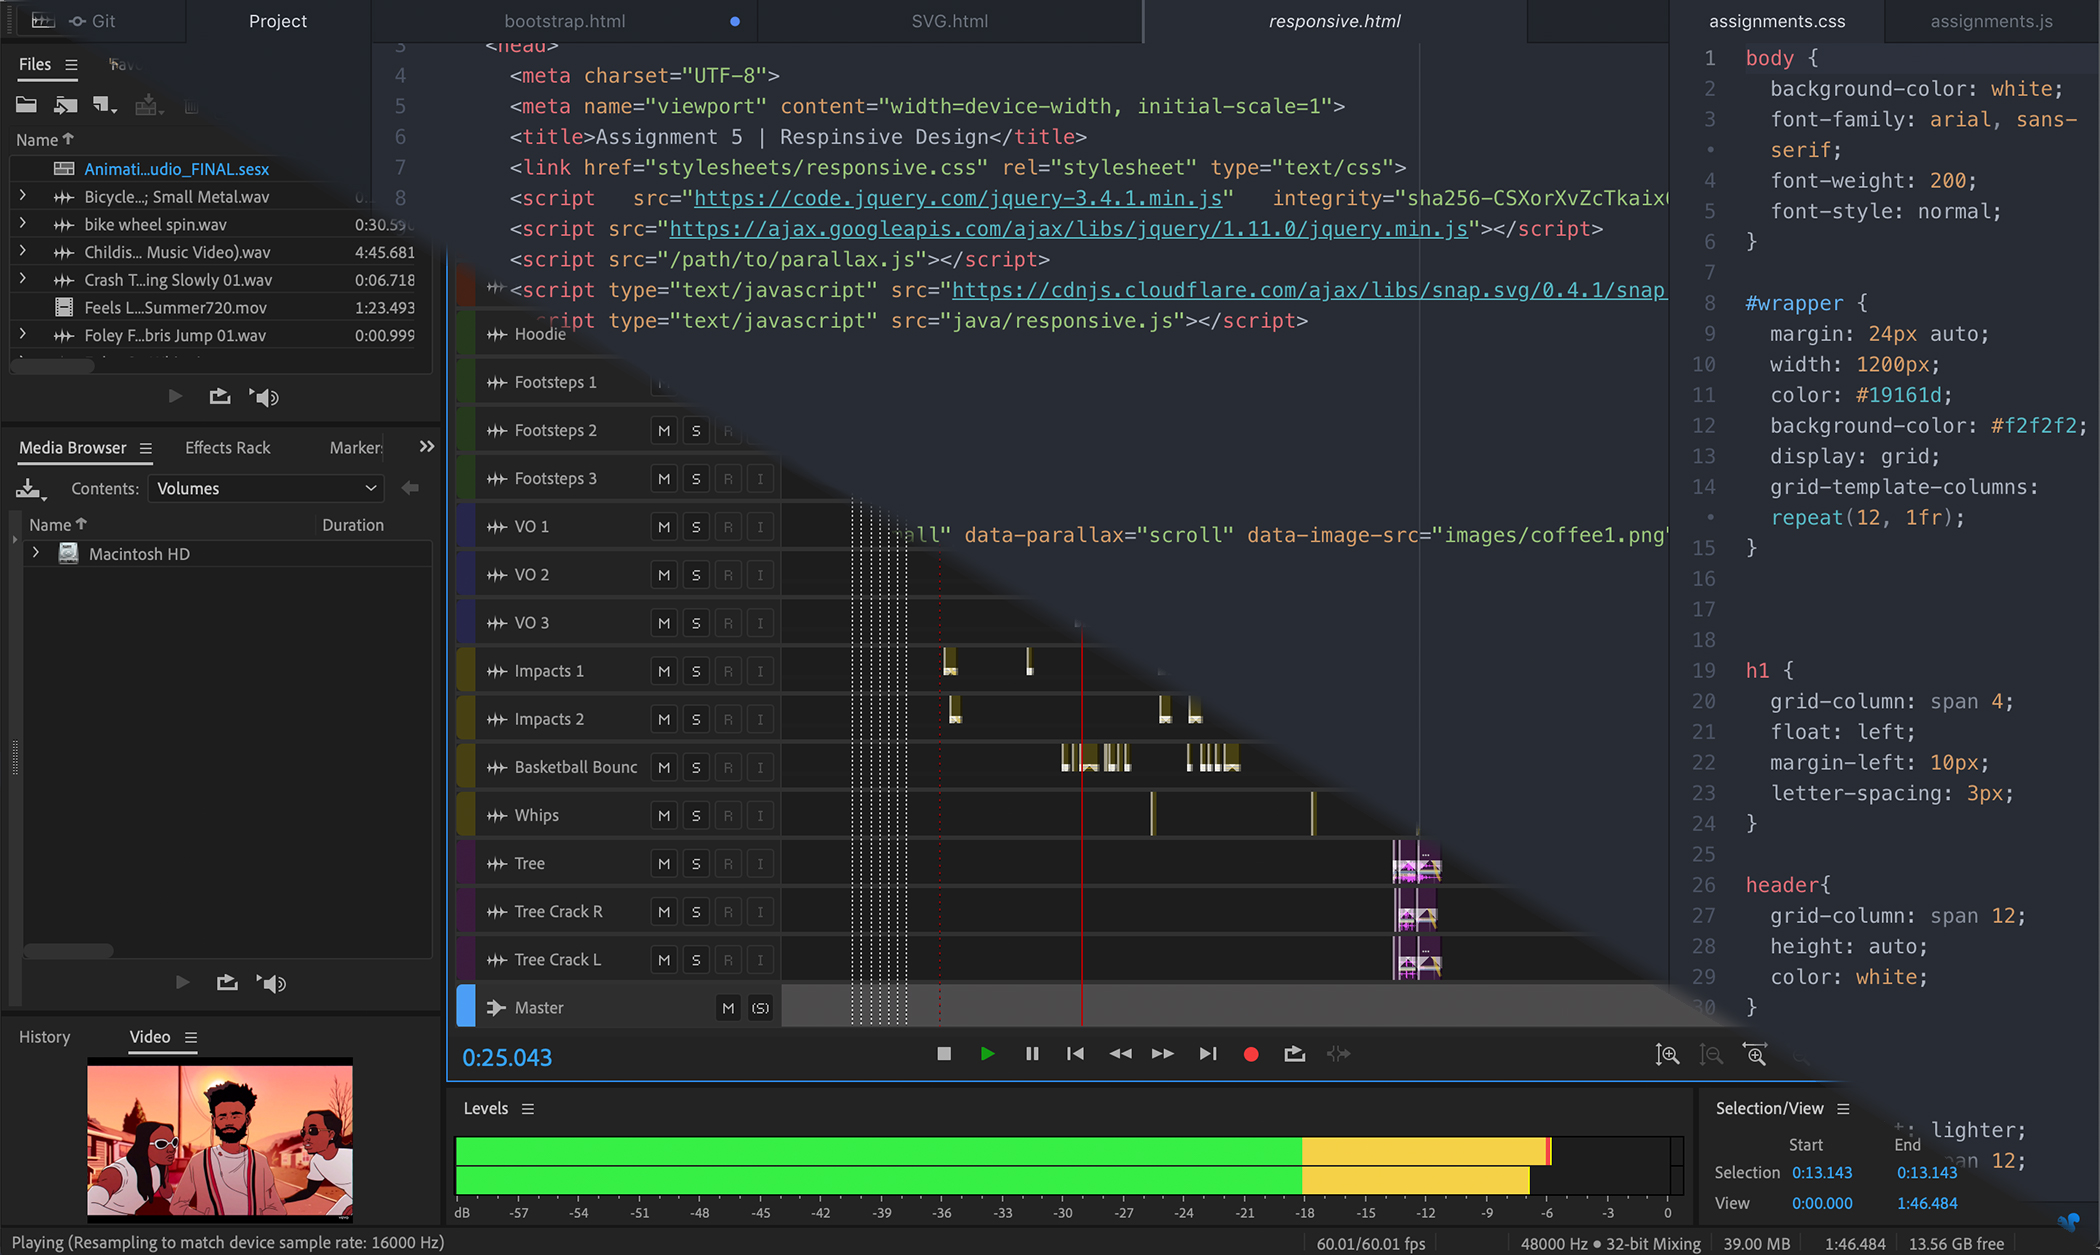 Git
Project
bootstrap.html
SVG.html
responsive.html
assignments.css
assignments.js
Files
Name
Animati...udio_FINAL.sesx
Bicycle...; Small Metal.wav
bike wheel spin.wav 0:30.590
Childis... Music Video).wav 4:45.681
Crash T...ing Slowly 01.wav 0:06.718
Feels L...Summer720.mov 1:23.493
Foley F...bris Jump 01.wav 0:00.999
Media Browser
Effects Rack
Marker
Contents: Volumes
Name Duration
Macintosh HD
History
Video
3 <head>
4 <meta charset="UTF-8">
5 <meta name="viewport" content="width=device-width, initial-scale=1">
6 <title>Assignment 5 | Respinsive Design</title>
7 <link href="stylesheets/responsive.css" rel="stylesheet" type="text/css">
8 <script src="https://code.jquery.com/jquery-3.4.1.min.js" integrity="sha256-CSXorXvZcTkaix
<script src="https://ajax.googleapis.com/ajax/libs/jquery/1.11.0/jquery.min.js"></script>
<script src="/path/to/parallax.js"></script>
<script type="text/javascript" src="https://cdnjs.cloudflare.com/ajax/libs/snap.svg/0.4.1/snap
cript type="text/javascript" src="java/responsive.js"></script>
all" data-parallax="scroll" data-image-src="images/coffee1.png"
Hoodie
Footsteps 1
Footsteps 2 M S R
Footsteps 3 M S R I
VO 1 M S R I
VO 2 M S R I
VO 3 M S R I
Impacts 1 M S R I
Impacts 2 M S R I
Basketball Bounc M S R I
Whips M S R I
Tree M S R I
Tree Crack R M S R I
Tree Crack L M S R I
Master M (S)
0:25.043
Levels
dB -57 -54 -51 -48 -45 -42 -39 -36 -33 -30 -27 -24 -21 -18 -15 -12 -9 -6 -3 0
1 body {
2 background-color: white;
3 font-family: arial, sans-
• serif;
4 font-weight: 200;
5 font-style: normal;
6 }
7
8 #wrapper {
9 margin: 24px auto;
10 width: 1200px;
11 color: #19161d;
12 background-color: #f2f2f2;
13 display: grid;
14 grid-template-columns:
• repeat(12, 1fr);
15 }
16
17
18
19 h1 {
20 grid-column: span 4;
21 float: left;
22 margin-left: 10px;
23 letter-spacing: 3px;
24 }
25
26 header{
27 grid-column: span 12;
28 height: auto;
29 color: white;
30 }
t: lighter;
an 12;
Selection/View
Start End
Selection 0:13.143 0:13.143
View 0:00.000 1:46.484
Playing (Resampling to match device sample rate: 16000 Hz)
60.01/60.01 fps
48000 Hz ● 32-bit Mixing
39.00 MB
1:46.484
13.56 GB free